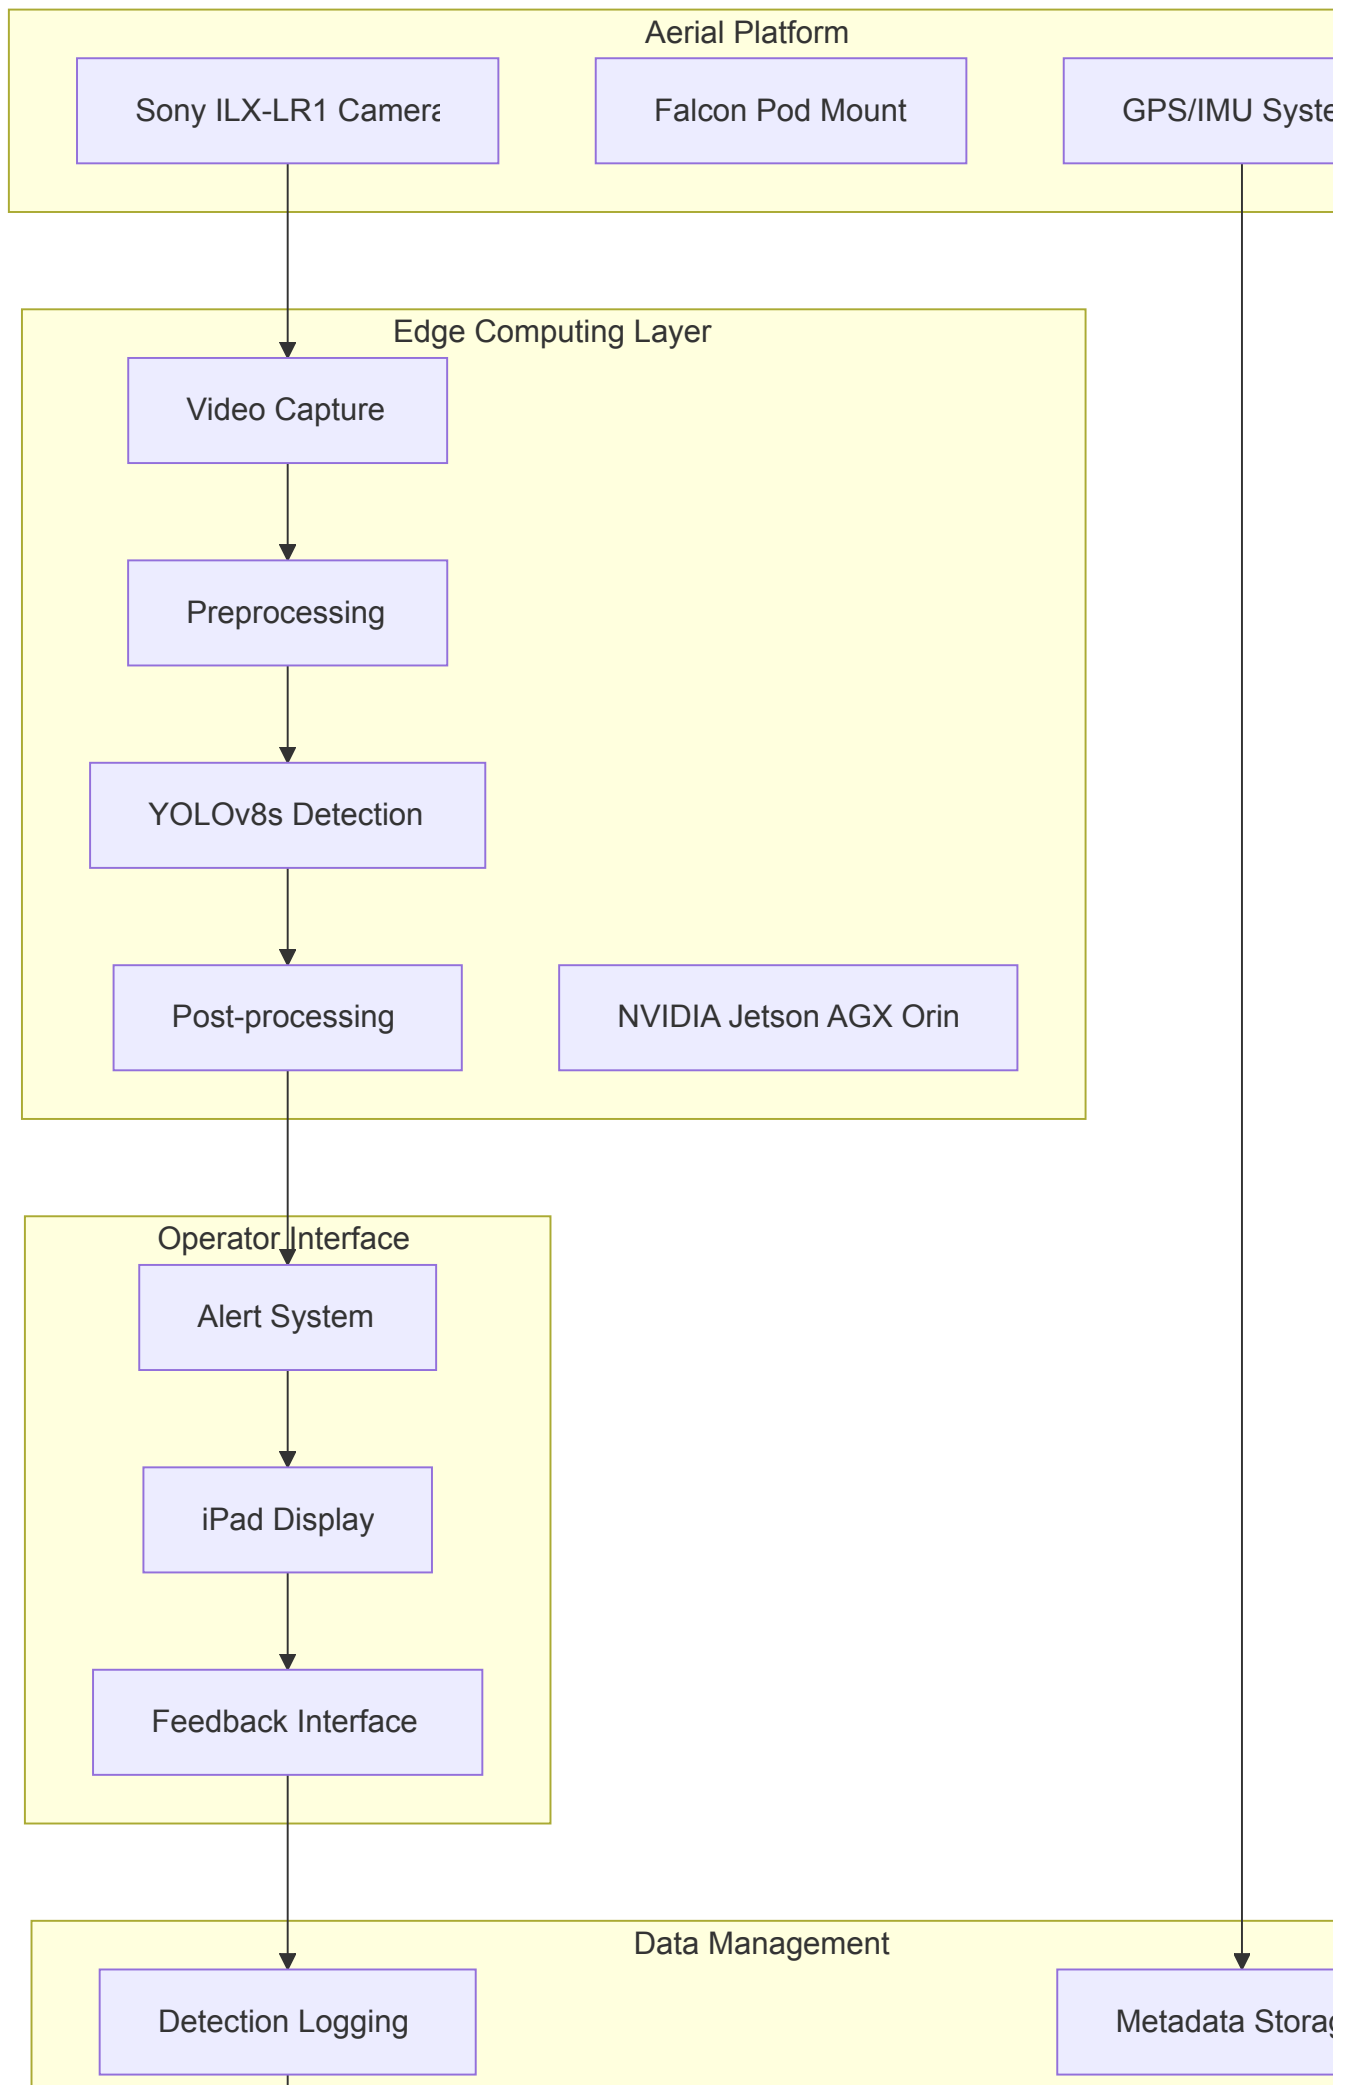 Aerial Platform
Sony ILX-LR1 Camera
Falcon Pod Mount
GPS/IMU Syste
Edge Computing Layer
Video Capture
Preprocessing
YOLOv8s Detection
Post-processing
NVIDIA Jetson AGX Orin
Operator Interface
Alert System
iPad Display
Feedback Interface
Data Management
Detection Logging
Metadata Storag